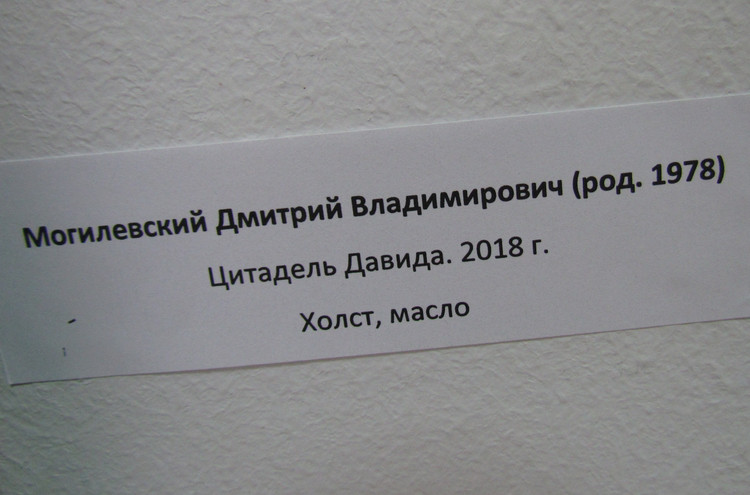 Могилевский Дмитрий Владимирович (род. 1978)
Цитадель Давида. 2018 г.
Холст, масло